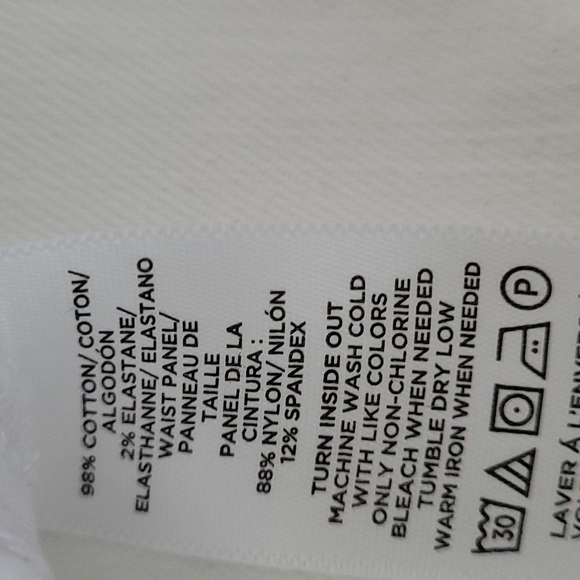 98% COTTON/ COTON/
ALGODÓN
2% ELASTANE/
ELASTHANNE/ ELASTANO
WAIST PANEL/
PANNEAU DE
TAILLE
PANEL DE LA
CINTURA :
88% NYLON/ NILÓN
12% SPANDEX
TURN INSIDE OUT
MACHINE WASH COLD
WITH LIKE COLORS
ONLY NON-CHLORINE
BLEACH WHEN NEEDED
TUMBLE DRY LOW
WARM IRON WHEN NEEDED
30 P
LAVER Á